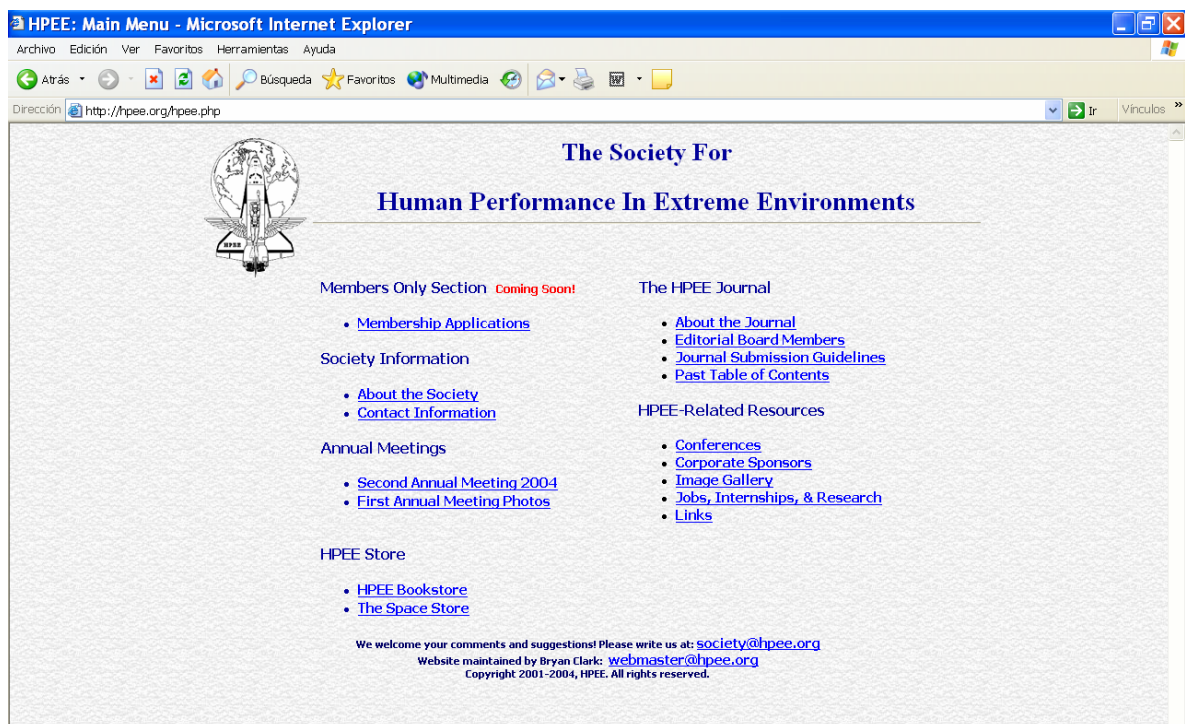 HPEE: Main Menu - Microsoft Internet Explorer
Archivo Edición Ver Favoritos Herramientas Ayuda
Atrás Búsqueda Favoritos Multimedia
Dirección http://hpee.org/hpee.php Ir Vínculos »
The Society For
Human Performance In Extreme Environments
HPEE
Members Only Section Coming Soon!
• Membership Applications
Society Information
• About the Society
• Contact Information
Annual Meetings
• Second Annual Meeting 2004
• First Annual Meeting Photos
HPEE Store
• HPEE Bookstore
• The Space Store
The HPEE Journal
• About the Journal
• Editorial Board Members
• Journal Submission Guidelines
• Past Table of Contents
HPEE-Related Resources
• Conferences
• Corporate Sponsors
• Image Gallery
• Jobs, Internships, & Research
• Links
We welcome your comments and suggestions! Please write us at: society@hpee.org
Website maintained by Bryan Clark: webmaster@hpee.org
Copyright 2001-2004, HPEE. All rights reserved.